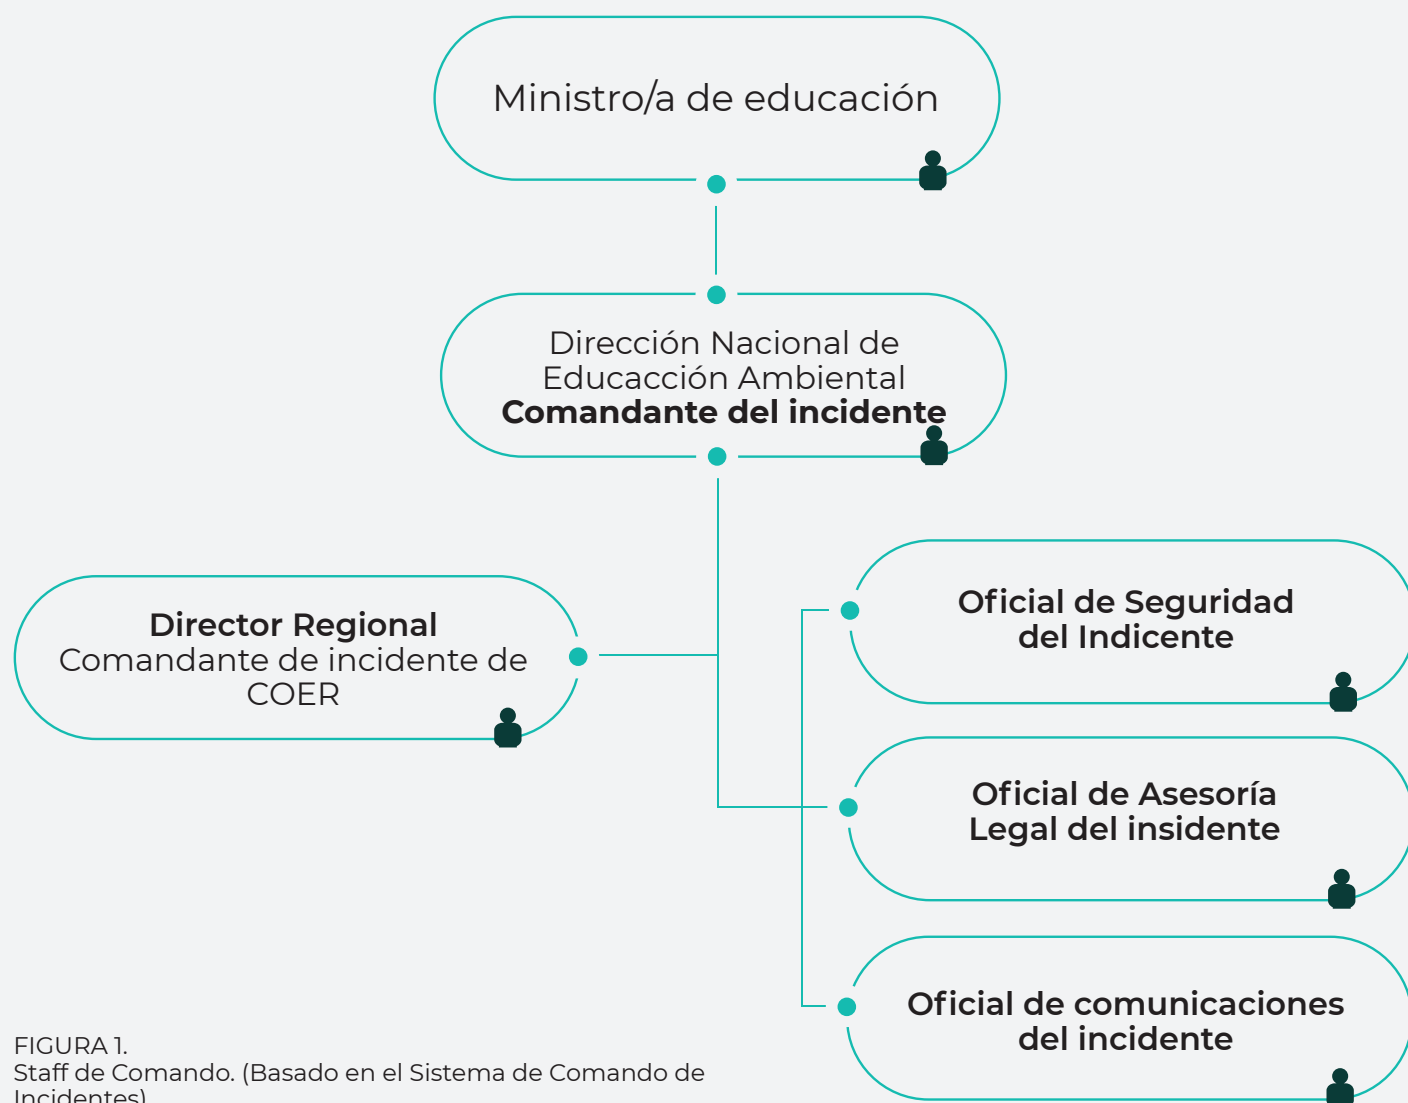 Ministro/a de educación
Dirección Nacional de
Educacción Ambiental
Comandante del incidente
Director Regional
Comandante de incidente de
COER
Oficial de Seguridad
del Indicente
Oficial de Asesoría
Legal del insidente
Oficial de comunicaciones
del incidente
FIGURA 1.
Staff de Comando. (Basado en el Sistema de Comando de
Incidentes)